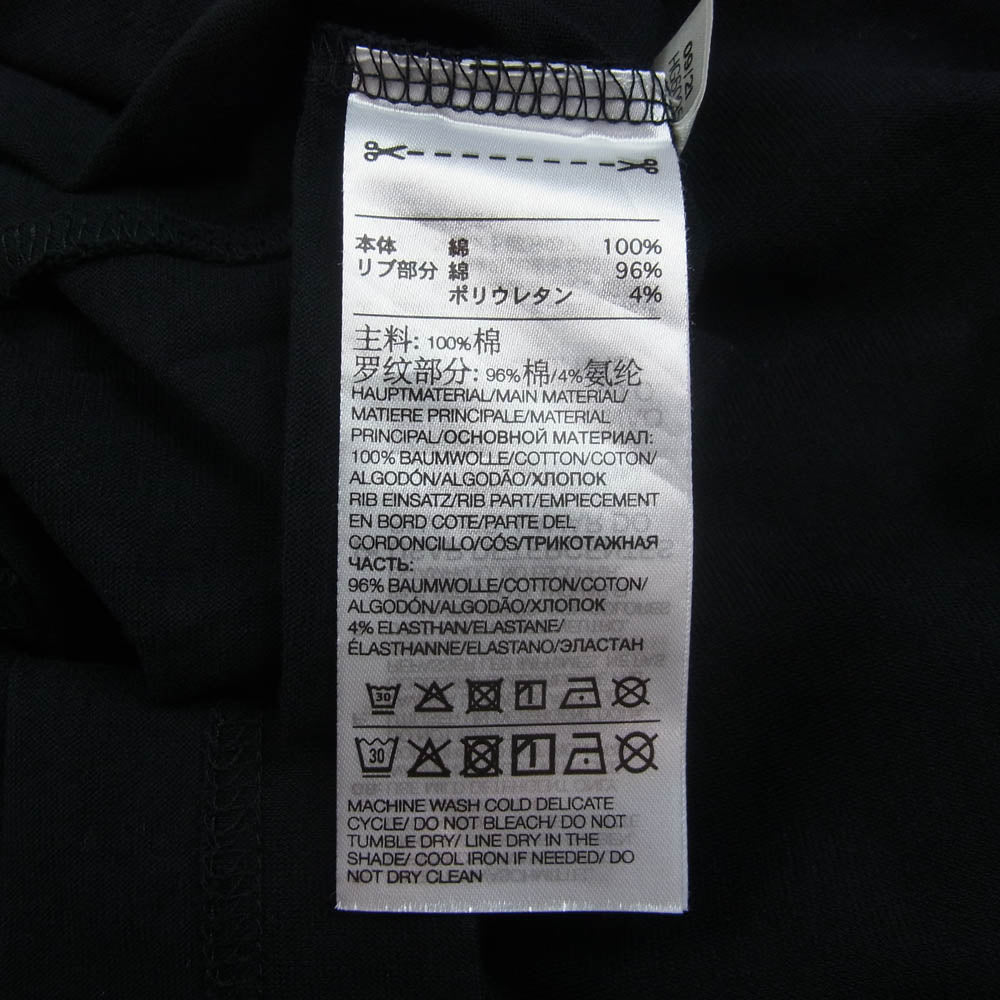 本体 綿 100%
リブ部分 綿 96%
ポリウレタン 4%
主料: 100%棉
罗纹部分: 96%棉/4%氨纶
HAUPTMATERIAL/MAIN MATERIAL/
MATIERE PRINCIPALE/MATERIAL
PRINCIPAL/ОСНОВНОЙ МАТЕРИАЛ:
100% BAUMWOLLE/COTTON/COTON/
ALGODÓN/ALGODÃO/ХЛОПОК
RIB EINSATZ/RIB PART/EMPIECEMENT
EN BORD COTE/PARTE DEL
CORDONCILLO/CÓS/ТРИКОТАЖНАЯ
ЧАСТЬ:
96% BAUMWOLLE/COTTON/COTON/
ALGODÓN/ALGODÃO/ХЛОПОК
4% ELASTHAN/ELASTANE/
ÉLASTHANNE/ELASTANO/ЭЛАСТАН
30
30
MACHINE WASH COLD DELICATE
CYCLE/ DO NOT BLEACH/ DO NOT
TUMBLE DRY/ LINE DRY IN THE
SHADE/ COOL IRON IF NEEDED/ DO
NOT DRY CLEAN